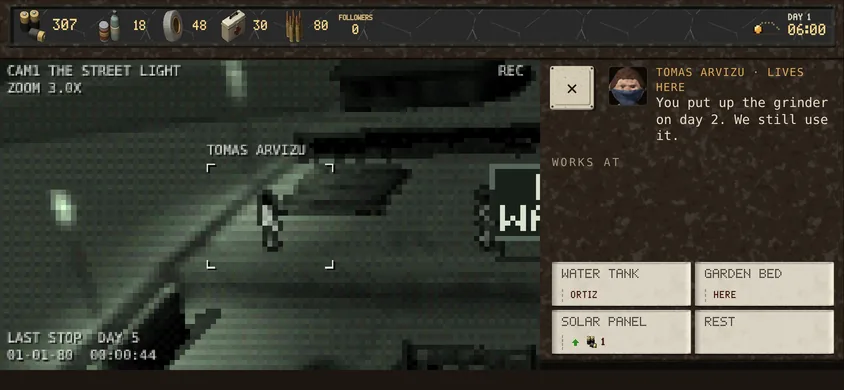 307 18 48 30 80 FOLLOWERS 0 DAY 1 06:00
CAM1 THE STREET LIGHT REC
ZOOM 3.0X
TOMAS ARVIZU
LAST STOP DAY 5
01-01-80 00:00:44
TOMAS ARVIZU · LIVES
HERE
You put up the grinder
on day 2. We still use
it.
WORKS AT
WATER TANK
ORTIZ
GARDEN BED
HERE
SOLAR PANEL
1
REST